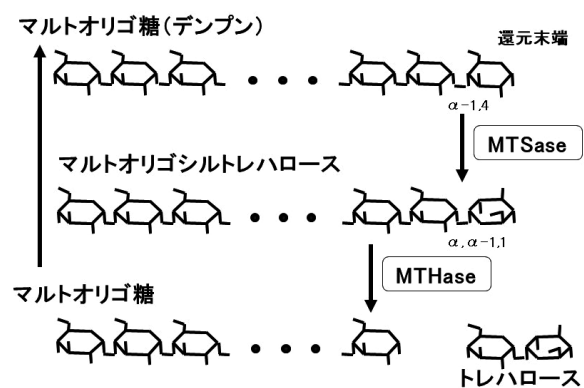 マルトオリゴ糖(デンプン)
還元末端
α-1,4
MTSase
マルトオリゴシルトレハロース
α,α-1,1
MTHase
マルトオリゴ糖
トレハロース